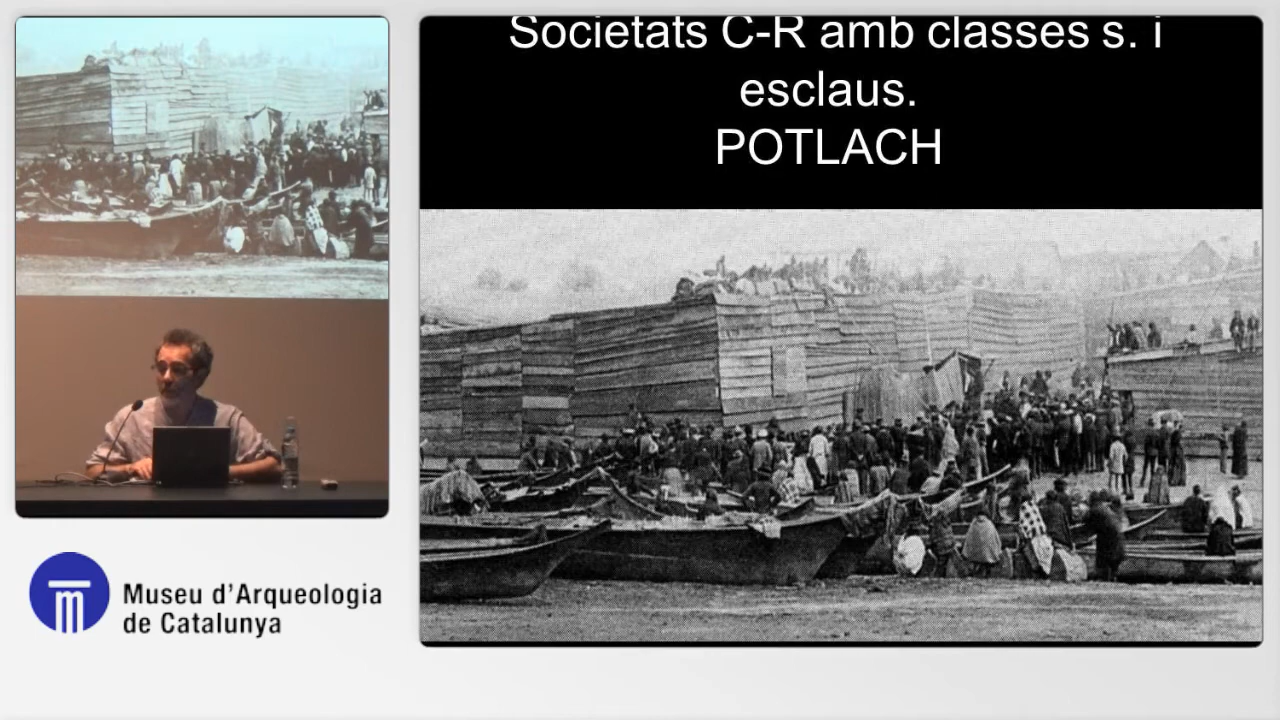 Societats C-R amb classes s. i
esclaus.
POTLACH
Museu d'Arqueologia
de Catalunya